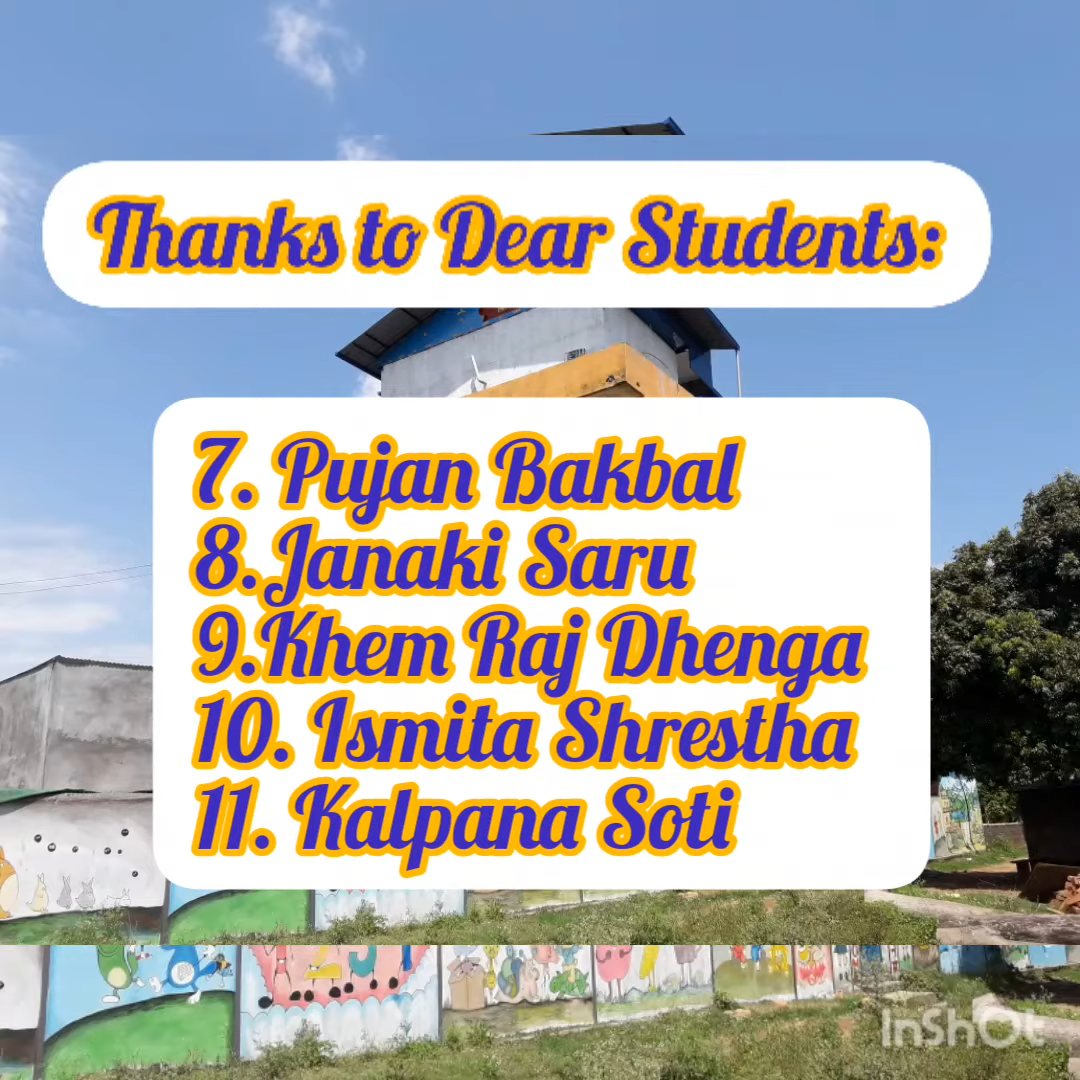 Thanks to Dear Students:
7. Pujan Bakbal
8.Janaki Saru
9.Khem Raj Dhenga
10. Ismita Shrestha
11. Kalpana Soti
InShOt